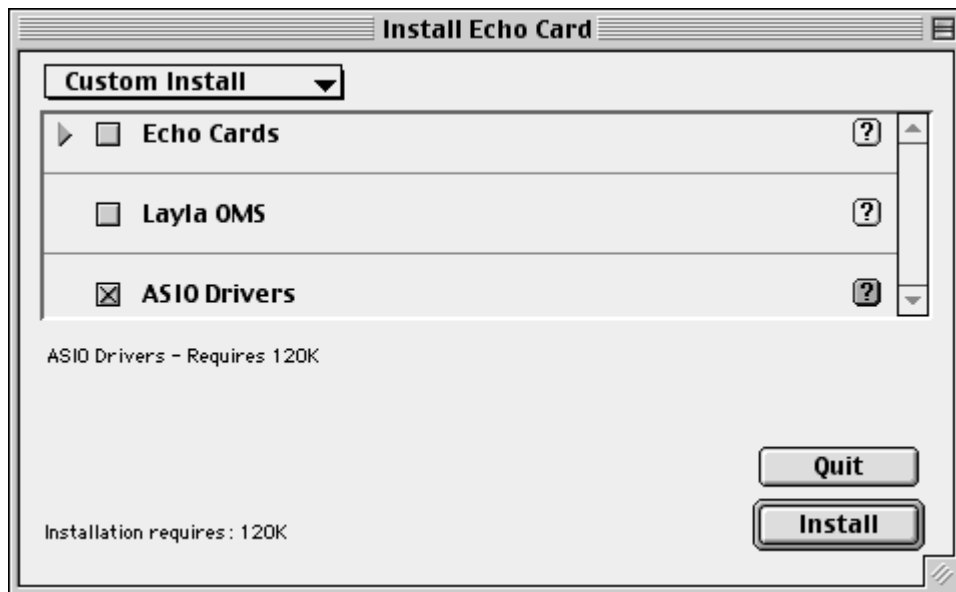 Install Echo Card
Custom Install
Echo Cards ?
Layla OMS ?
ASIO Drivers ?
ASIO Drivers – Requires 120K
Quit
Installation requires: 120K
Install